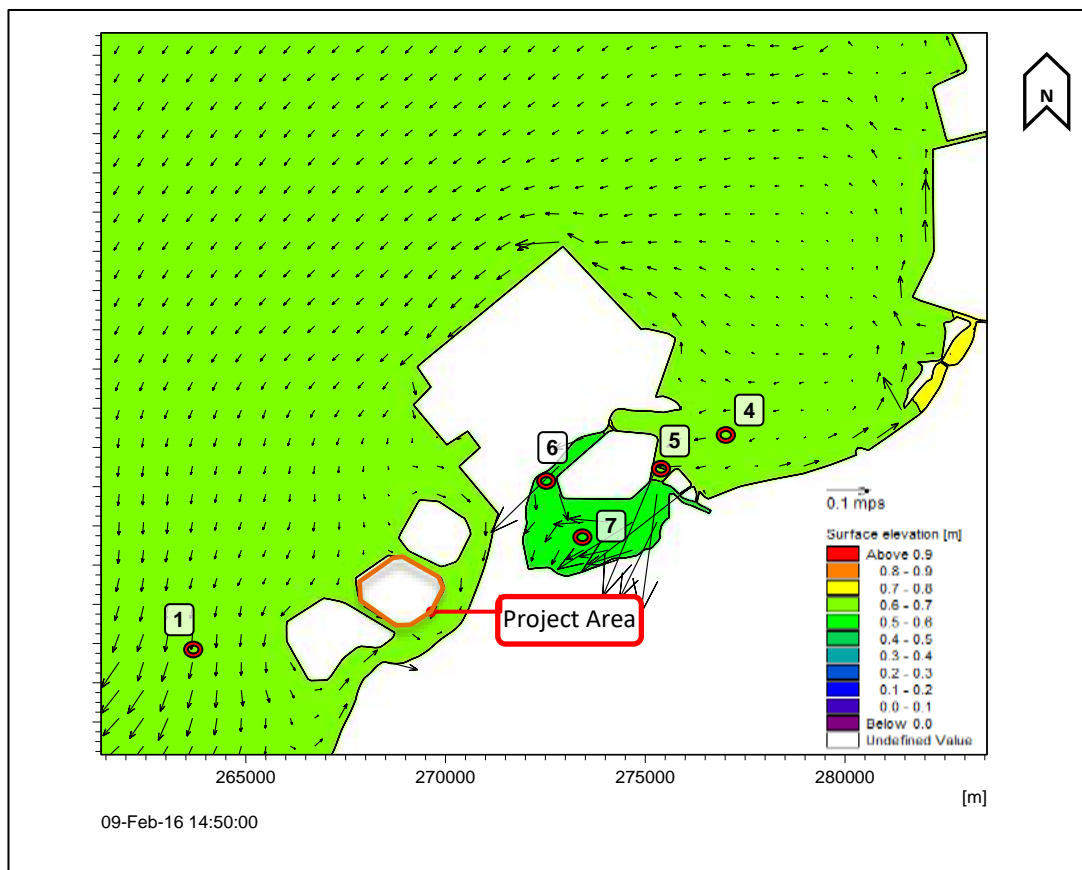 N
4
6
5
7
0.1 mps
Surface elevation [m]
Above 0.9
0.8 - 0.9
0.7 - 0.8
0.6 - 0.7
0.5 - 0.6
0.4 - 0.5
0.3 - 0.4
0.2 - 0.3
0.1 - 0.2
0.0 - 0.1
Below 0.0
Undefined Value
1
Project Area
265000 270000 275000 280000
[m]
09-Feb-16 14:50:00